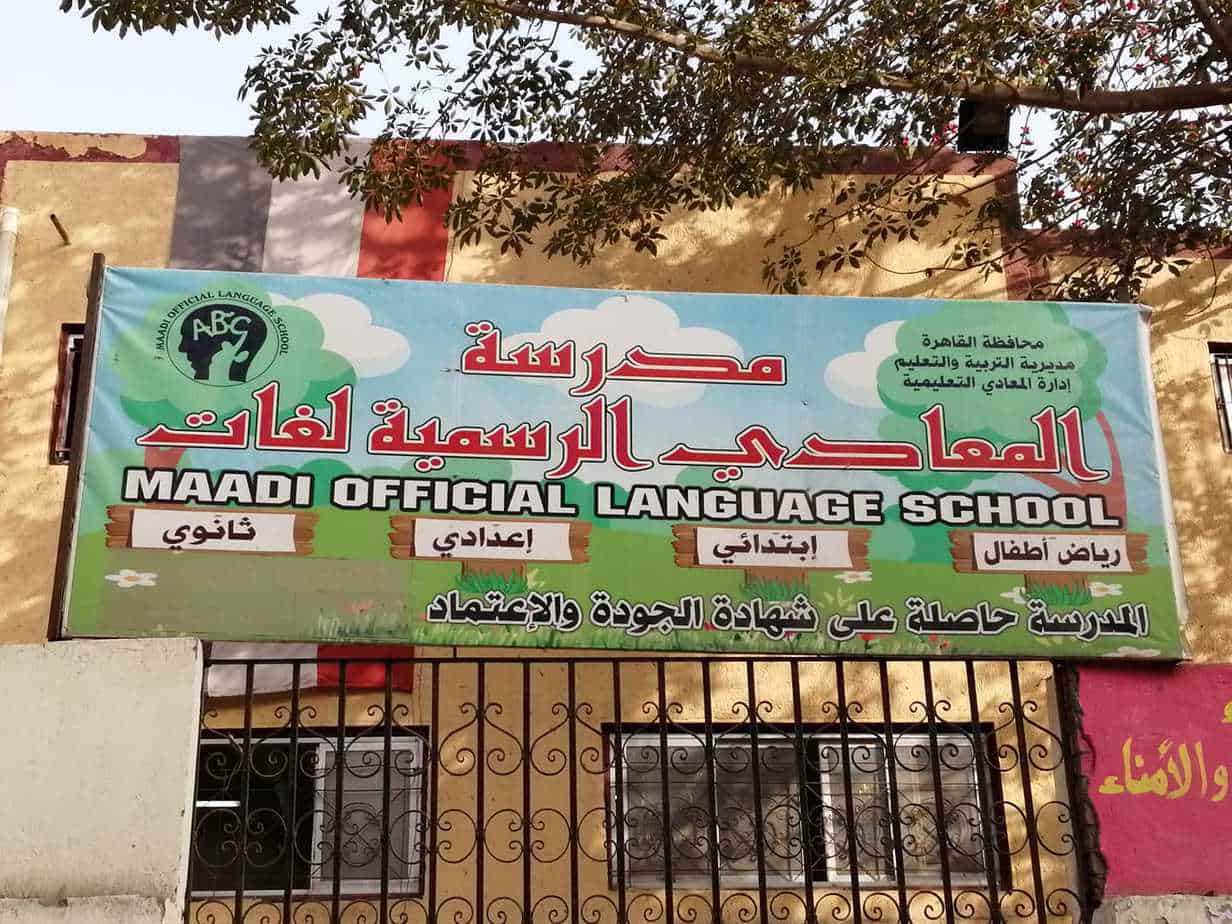 MAADI OFFICIAL LANGUAGE SCHOOL
ABC
محافظة القاهرة
مديرية التربية والتعليم
إدارة المعادي التعليمية
مدرسة
المعادي الرسمية لغات
MAADI OFFICIAL LANGUAGE SCHOOL
رياض أطفال
إبتدائي
إعدادي
ثانوي
المدرسة حاصلة على شهادة الجودة والإعتماد
والأمناء